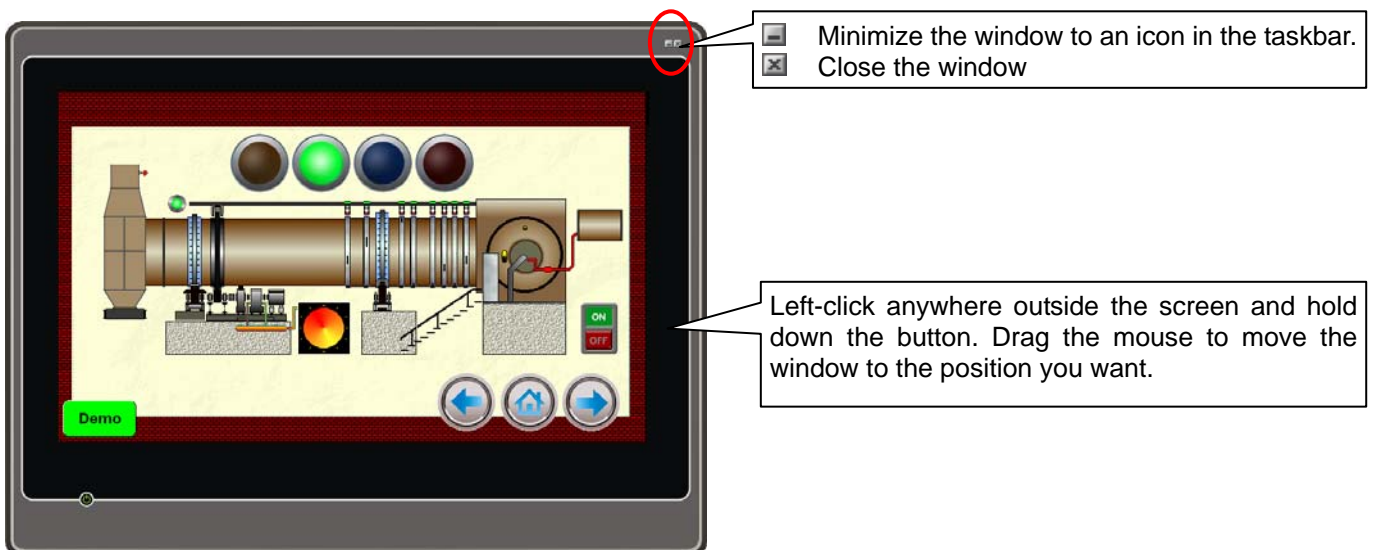 Minimize the window to an icon in the taskbar.
Close the window
Left-click anywhere outside the screen and hold
down the button. Drag the mouse to move the
window to the position you want.
ON
OFF
Demo